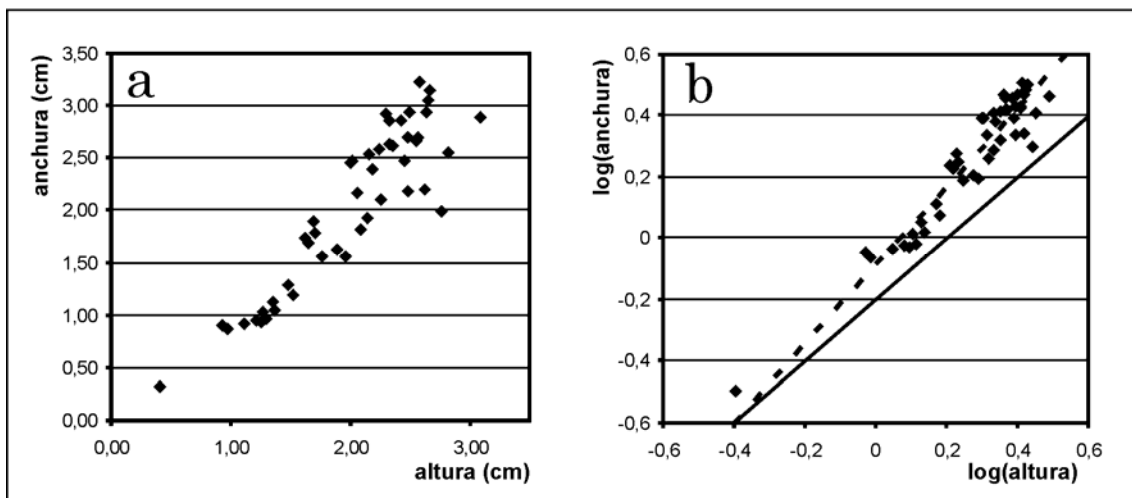 a
anchura (cm)
3,50
3,00
2,50
2,00
1,50
1,00
0,50
0,00
0,00 1,00 2,00 3,00
altura (cm)
b
log(anchura)
0,6
0,4
0,2
0
-0,2
-0,4
-0,6
-0,6 -0,4 -0,2 0 0,2 0,4 0,6
log(altura)